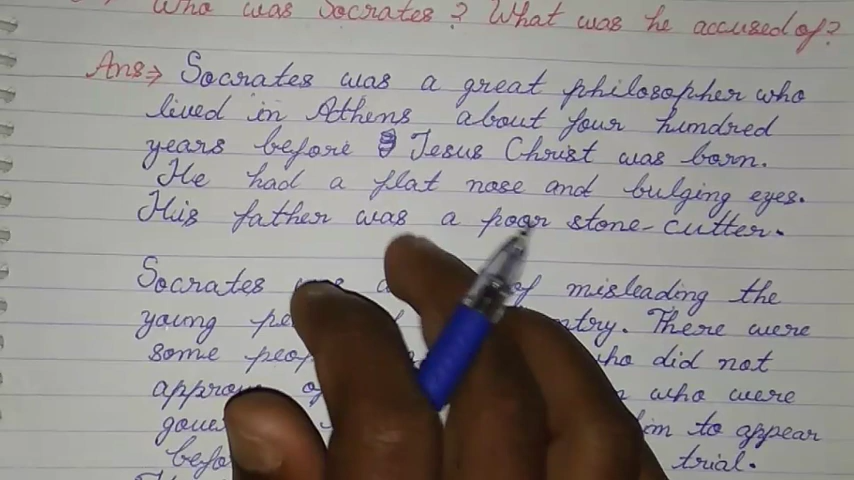 Who was Socrates? What was he accused of?
Ans⇒ Socrates was a great philosopher who
lived in Athens about four hundred
years before Jesus Christ was born.
He had a flat nose and bulging eyes.
His father was a poor stone-cutter.
Socrates was of misleading the
young There were
some who did not
who were
him to appear
trial.